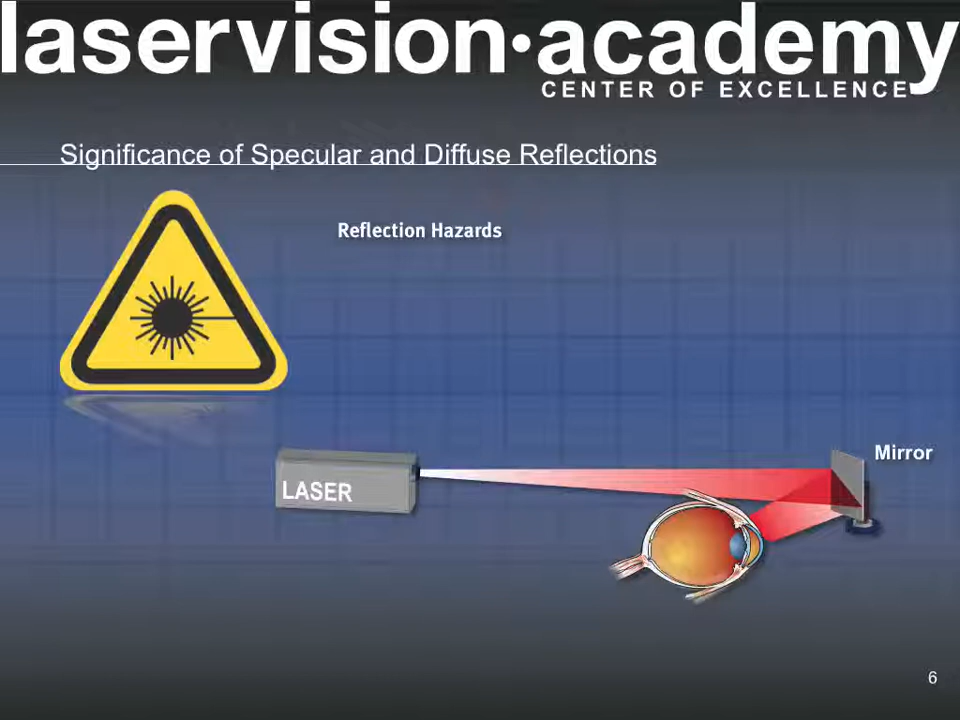 laservision·academy
CENTER OF EXCELLENCE
Significance of Specular and Diffuse Reflections
Reflection Hazards
Mirror
LASER
6